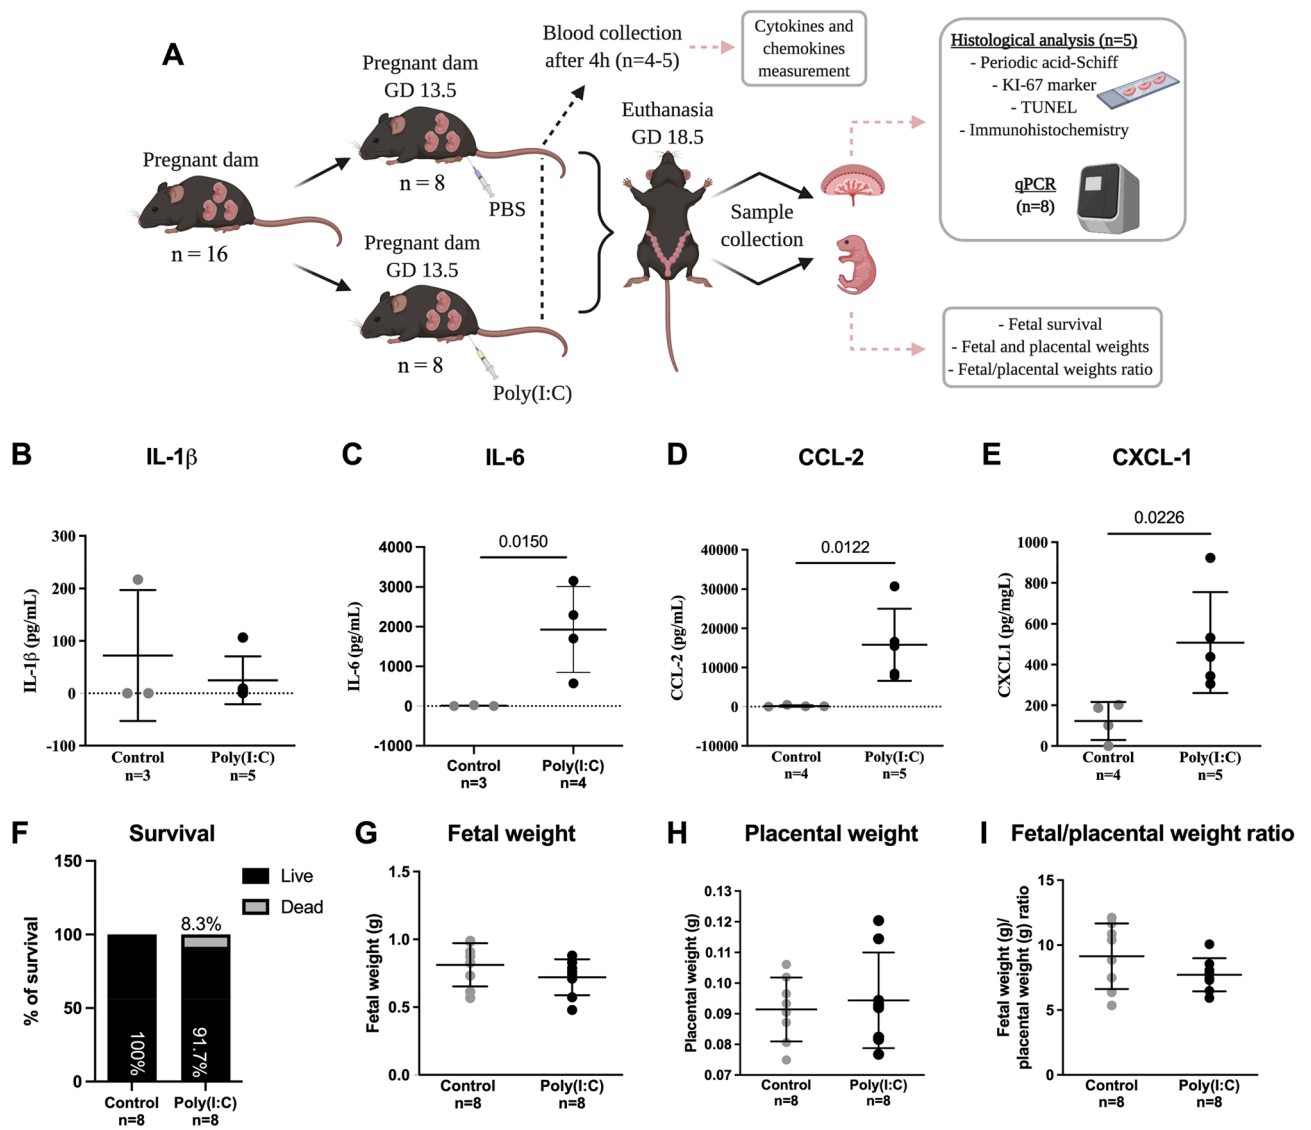 A
Pregnant dam
n = 16
Pregnant dam
GD 13.5
n = 8
PBS
Pregnant dam
GD 13.5
n = 8
Poly(I:C)
Blood collection
after 4h (n=4-5)
Cytokines and
chemokines
measurement
Euthanasia
GD 18.5
Sample
collection
Histological analysis (n=5)
- Periodic acid-Schiff
- KI-67 marker
- TUNEL
- Immunohistochemistry
qPCR
(n=8)
- Fetal survival
- Fetal and placental weights
- Fetal/placental weights ratio
B
IL-1β
IL-1β (pg/mL)
300
200
100
0
-100
Control
n=3
Poly(I:C)
n=5
C
IL-6
IL-6 (pg/mL)
0.0150
4000
3000
2000
1000
0
-1000
Control
n=3
Poly(I:C)
n=4
D
CCL-2
CCL-2 (pg/mL)
0.0122
40000
30000
20000
10000
0
-10000
Control
n=4
Poly(I:C)
n=5
E
CXCL-1
CXCL1 (pg/mgL)
0.0226
1000
800
600
400
200
0
Control
n=4
Poly(I:C)
n=5
F
Survival
% of survival
150
100
50
0
8.3%
100%
91.7%
Live
Dead
Control
n=8
Poly(I:C)
n=8
G
Fetal weight
Fetal weight (g)
1.5
1.0
0.5
0.0
Control
n=8
Poly(I:C)
n=8
H
Placental weight
Placental weight (g)
0.13
0.12
0.11
0.10
0.09
0.08
0.07
Control
n=8
Poly(I:C)
n=8
I
Fetal/placental weight ratio
Fetal weight (g)/
placental weight (g) ratio
15
10
5
0
Control
n=8
Poly(I:C)
n=8